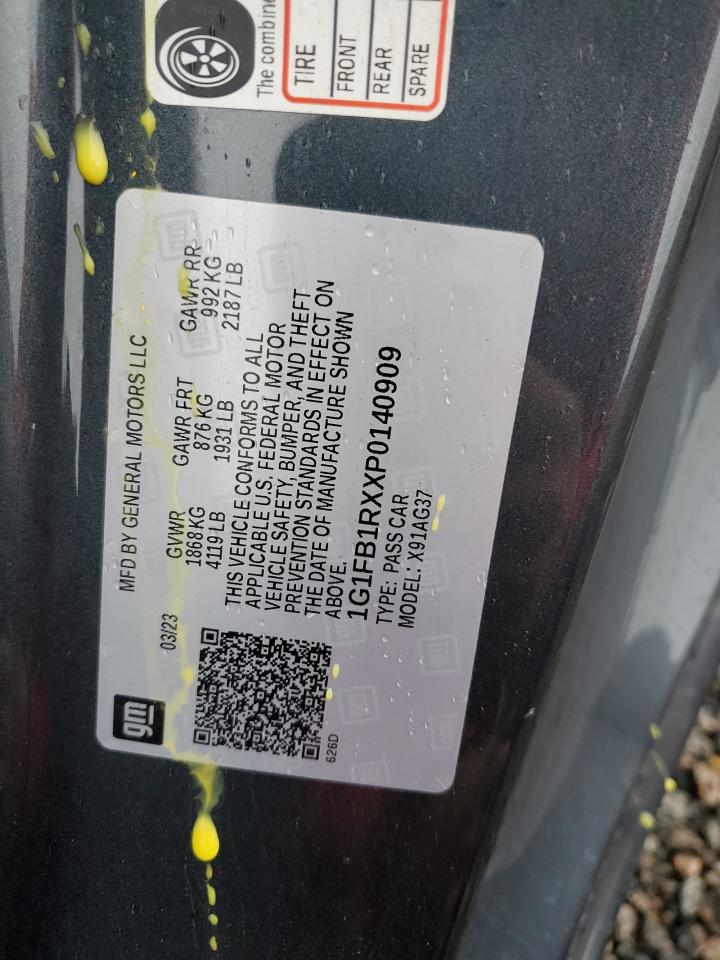 The combine
TIRE
FRONT
REAR
SPARE
gm
MFD BY GENERAL MOTORS LLC
03/23
GVWR GAWR FRT GAWR RR
1868 KG 876 KG 992 KG
4119 LB 1931 LB 2187 LB
THIS VEHICLE CONFORMS TO ALL
APPLICABLE U.S. FEDERAL MOTOR
VEHICLE SAFETY, BUMPER, AND THEFT
PREVENTION STANDARDS IN EFFECT ON
THE DATE OF MANUFACTURE SHOWN
ABOVE.
1G1FB1RXXP0140909
TYPE: PASS CAR
MODEL: X91AG37
626D